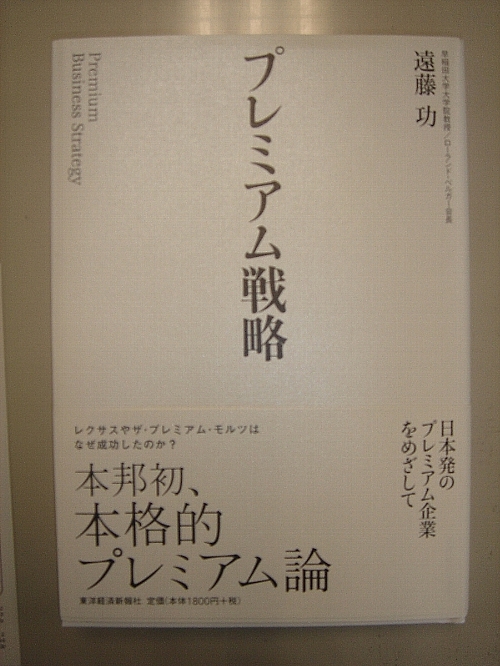 早稲田大学大学院教授/ローランド・ベルガー会長
遠藤 功
プレミアム戦略
Premium
Business Strategy
日本発の
プレミアム企業
をめざして
レクサスやザ・プレミアム・モルツは
なぜ成功したのか?
本邦初、
本格的
プレミアム論
東洋経済新報社 定価(本体1800円+税)